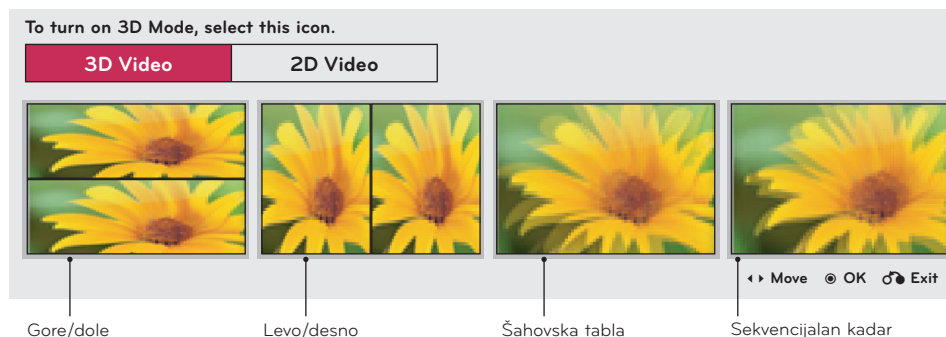 To turn on 3D Mode, select this icon.
3D Video 2D Video
Move OK Exit
Gore/dole Levo/desno Šahovska tabla Sekvencijalan kadar